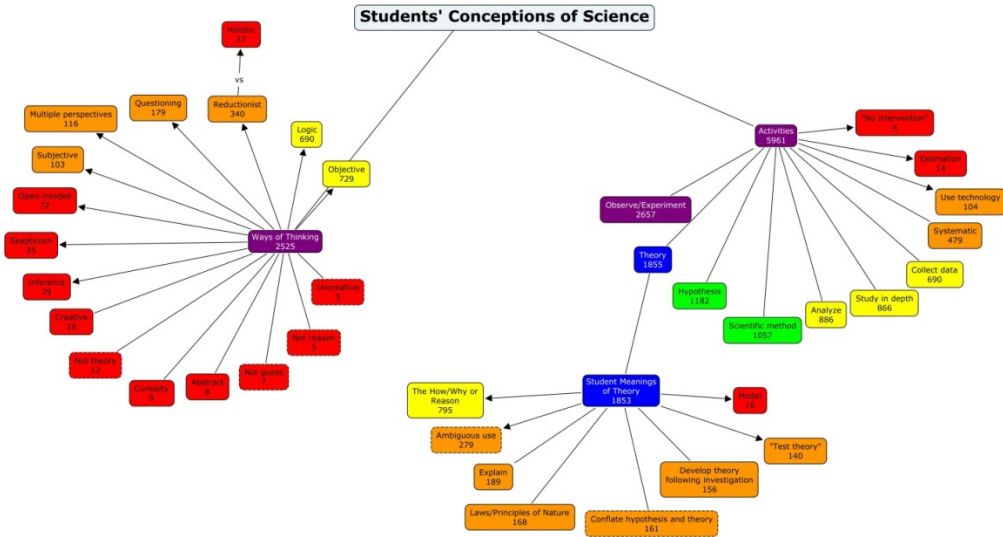 Students' Conceptions of Science
Holistic
27
vs
Reductionist
340
Questioning
179
Multiple perspectives
116
Subjective
103
Open-minded
72
Skepticism
35
Inference
29
Creative
18
Not theory
12
Curiosity
9
Abstract
8
Not guess
7
Not reason
5
Uncreative
5
Logic
690
Objective
729
Ways of Thinking
2525
Activities
5961
"No intervention"
4
Estimation
14
Use technology
104
Systematic
479
Collect data
690
Study in depth
866
Analyze
886
Scientific method
1057
Hypothesis
1182
Theory
1855
Observe/Experiment
2657
Student Meanings
of Theory
1853
The How/Why or
Reason
795
Ambiguous use
279
Explain
189
Laws/Principles of Nature
168
Conflate hypothesis and theory
161
Develop theory
following investigation
156
"Test theory"
140
Model
16